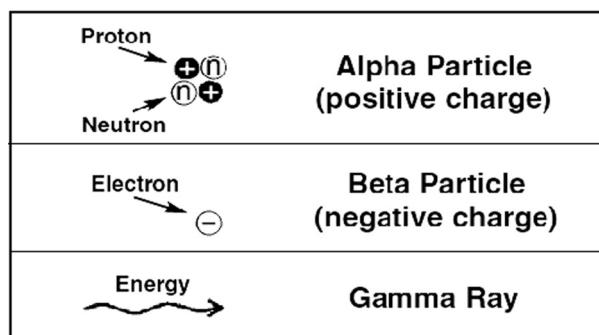 Proton
+ n
n +
Neutron
Alpha Particle
(positive charge)
Electron
−
Beta Particle
(negative charge)
Energy
Gamma Ray